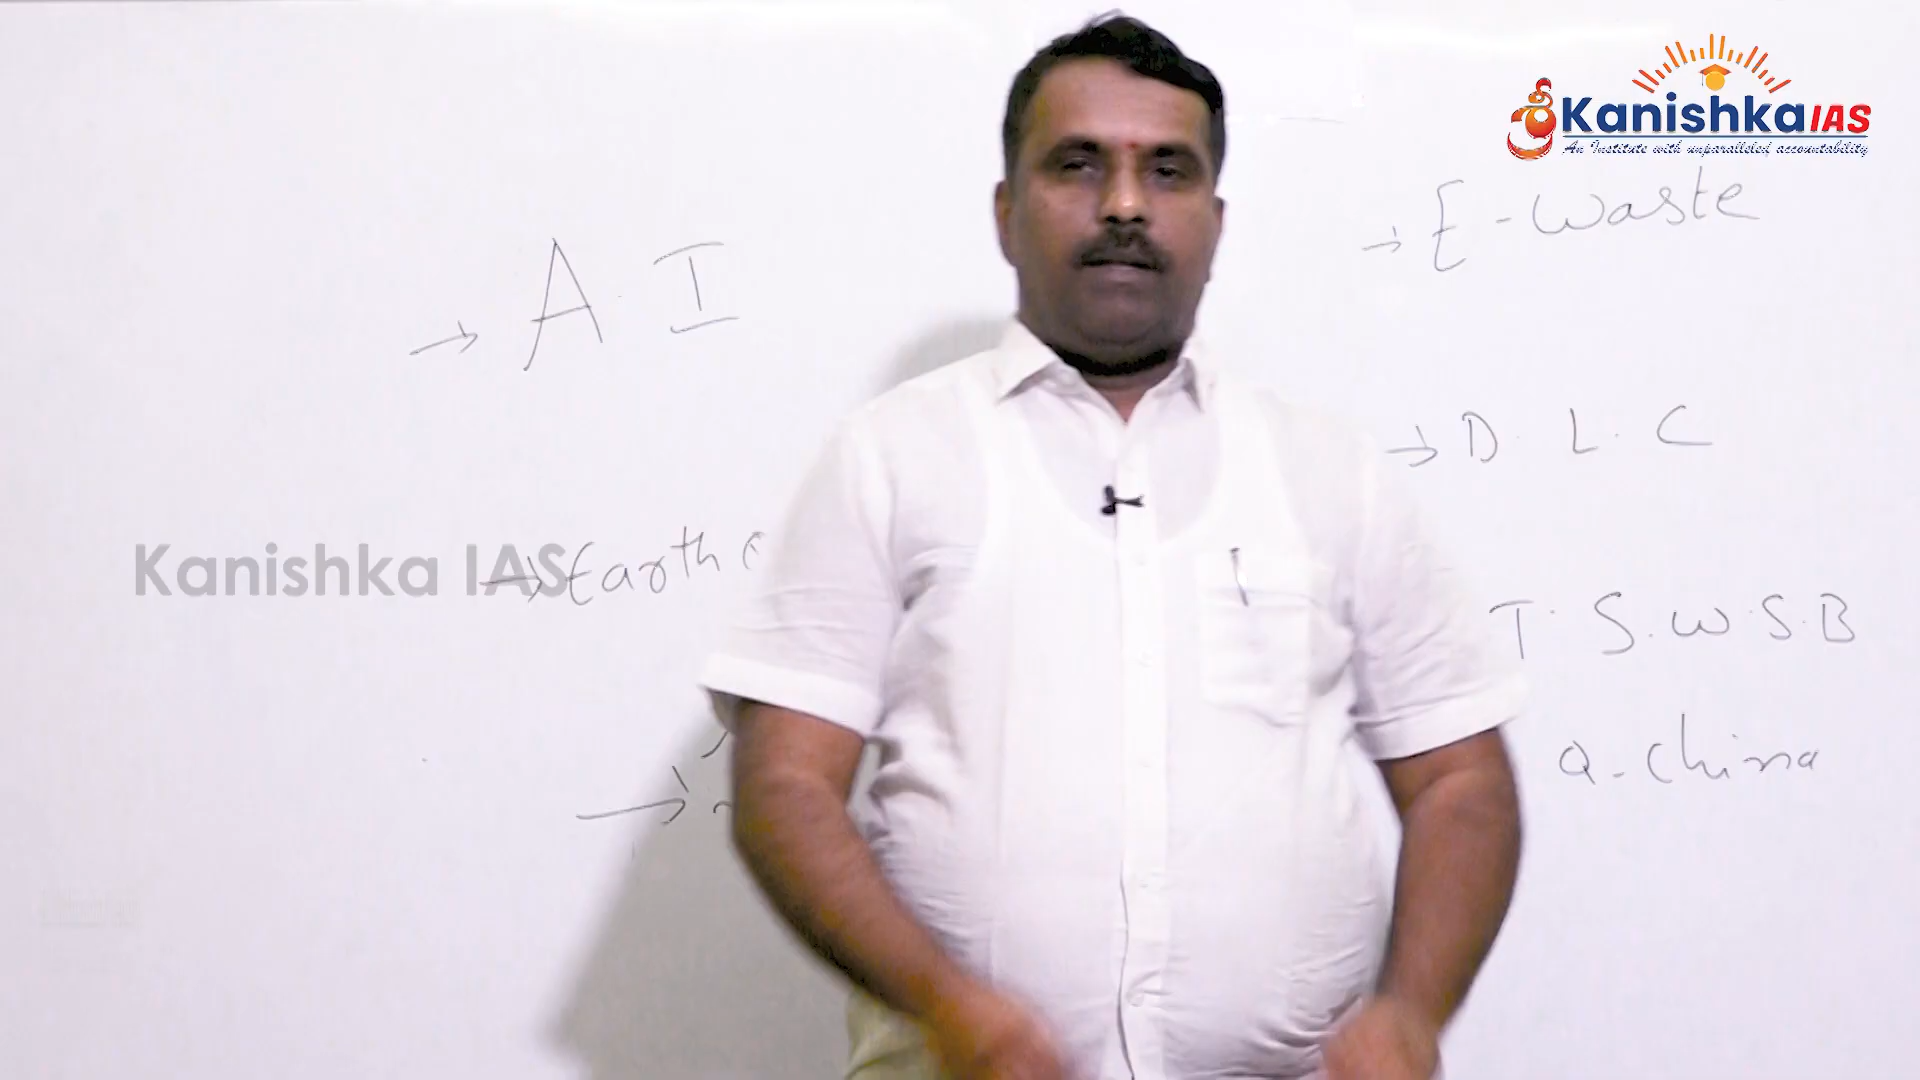 Kanishka IAS
An Institute with unparalleled accountability
→ E-waste
→ A.I
→ D.L.C
Kanishka IAS
→ Earth
T.S.W.S.B
Q-China
→